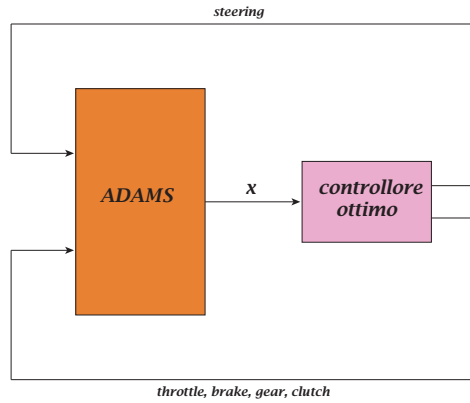 steering
ADAMS
x
controllore
ottimo
throttle, brake, gear, clutch